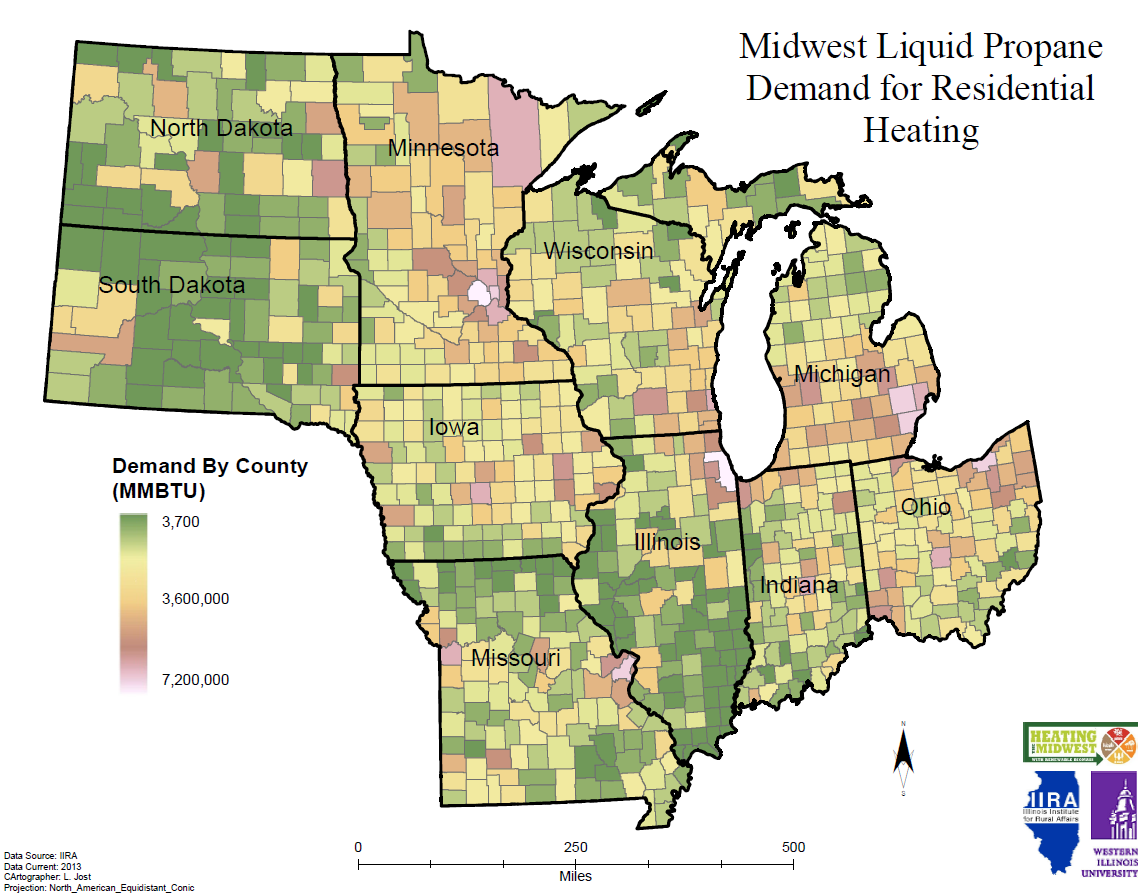 Midwest Liquid Propane
Demand for Residential
Heating
North Dakota
Minnesota
Wisconsin
South Dakota
Michigan
Iowa
Demand By County
(MMBTU)
3,700
3,600,000
7,200,000
Ohio
Illinois
Indiana
Missouri
N
S
HEATING
THE MIDWEST
WITH RENEWABLE BIOMASS
IIRA
Illinois Institute
for Rural Affairs
WESTERN
ILLINOIS
UNIVERSITY
0 250 500
Miles
Data Source: IIRA
Data Current: 2013
CArtographer: L. Jost
Projection: North_American_Equidistant_Conic